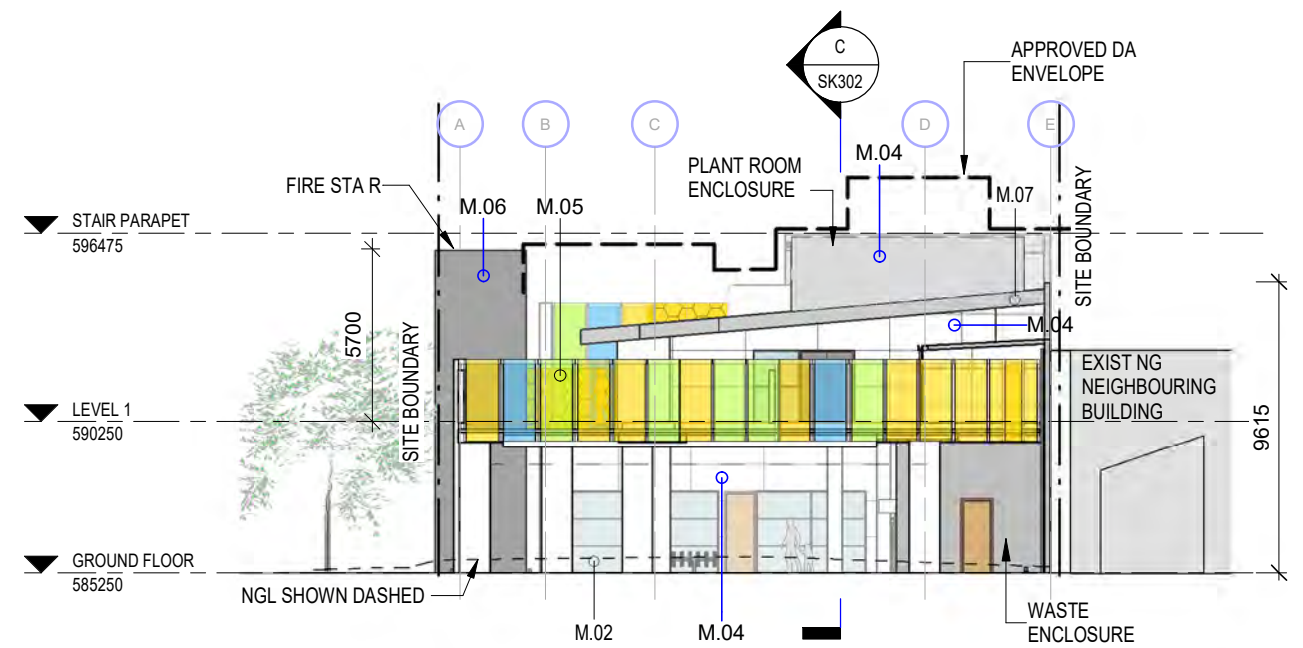 C
SK302
APPROVED DA
ENVELOPE
A
B
C
D
E
PLANT ROOM
ENCLOSURE
M.04
FIRE STA R
M.06
M.05
M.07
SITE BOUNDARY
STAIR PARAPET
596475
5700
M.04
SITE BOUNDARY
EXIST NG
NEIGHBOURING
BUILDING
LEVEL 1
590250
9615
GROUND FLOOR
585250
NGL SHOWN DASHED
M.02
M.04
WASTE
ENCLOSURE